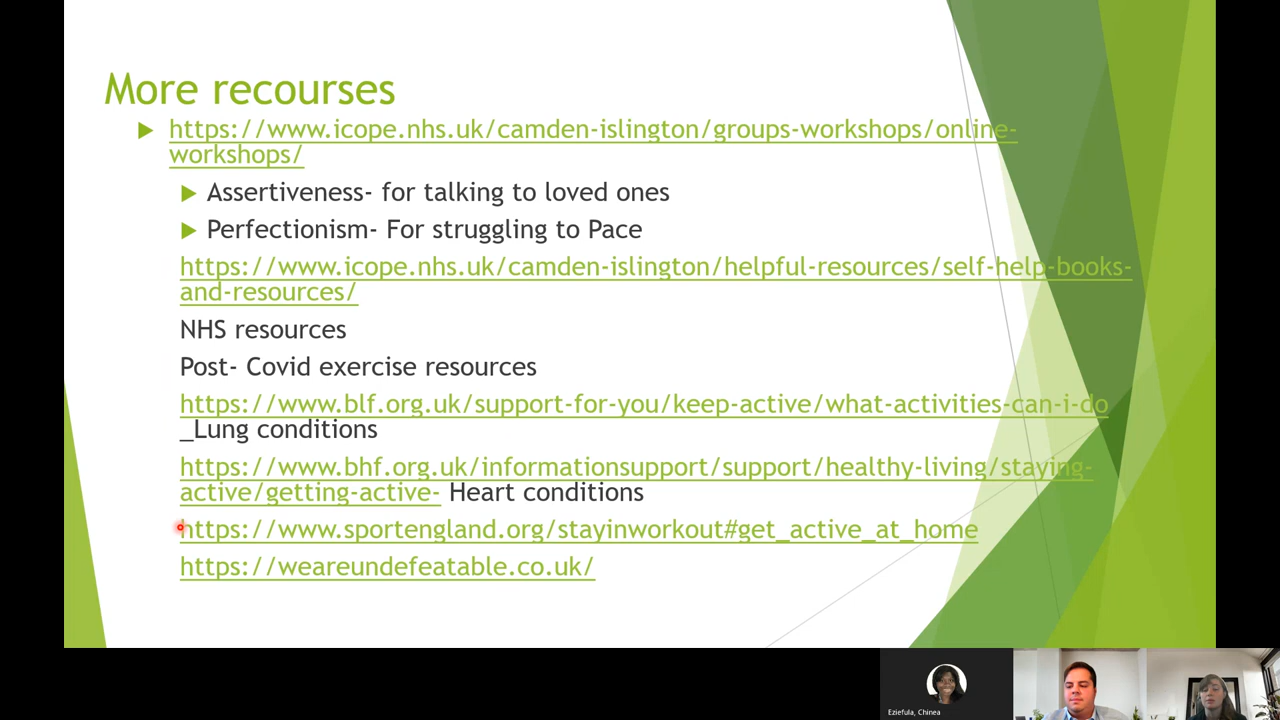 More recourses
https://www.icope.nhs.uk/camden-islington/groups-workshops/online-
workshops/
Assertiveness- for talking to loved ones
Perfectionism- For struggling to Pace
https://www.icope.nhs.uk/camden-islington/helpful-resources/self-help-books-
and-resources/
NHS resources
Post- Covid exercise resources
https://www.blf.org.uk/support-for-you/keep-active/what-activities-can-i-do
_Lung conditions
https://www.bhf.org.uk/informationsupport/support/healthy-living/staying-
active/getting-active- Heart conditions
https://www.sportengland.org/stayinworkout#get_active_at_home
https://weareundefeatable.co.uk/
Eziefula, Chinea